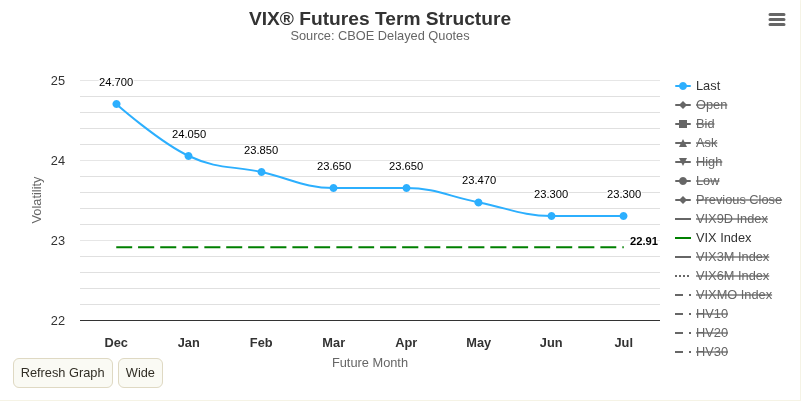 VIX® Futures Term Structure
Source: CBOE Delayed Quotes
Volatility
25
24
23
22
24.700
24.050
23.850
23.650
23.650
23.470
23.300
23.300
22.91
Dec Jan Feb Mar Apr May Jun Jul
Future Month
Last
Open
Bid
Ask
High
Low
Previous Close
VIX9D Index
VIX Index
VIX3M Index
VIX6M Index
VIXMO Index
HV10
HV20
HV30
Refresh Graph Wide